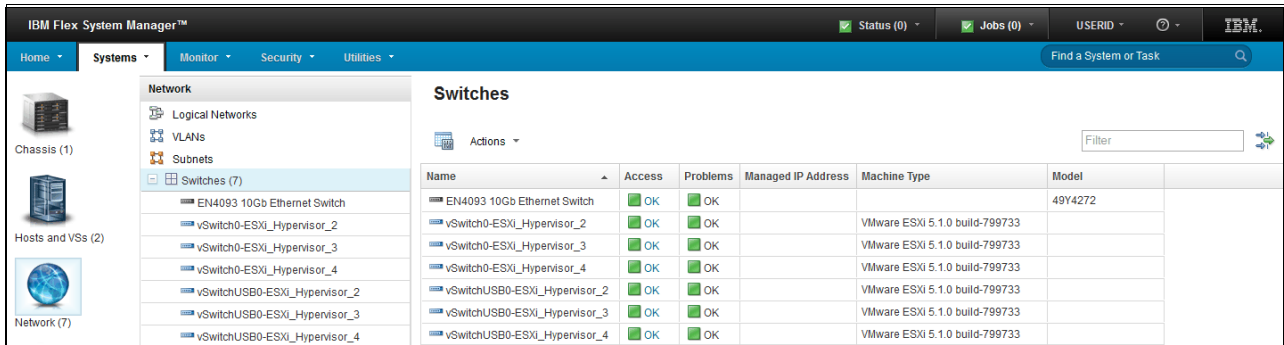 IBM Flex System Manager™
Status (0)
Jobs (0)
USERID
?
IBM.
Home
Systems
Monitor
Security
Utilities
Find a System or Task
Chassis (1)
Hosts and VSs (2)
Network (7)
Network
Logical Networks
VLANs
Subnets
Switches (7)
EN4093 10Gb Ethernet Switch
vSwitch0-ESXi_Hypervisor_2
vSwitch0-ESXi_Hypervisor_3
vSwitch0-ESXi_Hypervisor_4
vSwitchUSB0-ESXi_Hypervisor_2
vSwitchUSB0-ESXi_Hypervisor_3
vSwitchUSB0-ESXi_Hypervisor_4
Switches
Actions
Filter
Name Access Problems Managed IP Address Machine Type Model
EN4093 10Gb Ethernet Switch OK OK 49Y4272
vSwitch0-ESXi_Hypervisor_2 OK OK VMware ESXi 5.1.0 build-799733
vSwitch0-ESXi_Hypervisor_3 OK OK VMware ESXi 5.1.0 build-799733
vSwitch0-ESXi_Hypervisor_4 OK OK VMware ESXi 5.1.0 build-799733
vSwitchUSB0-ESXi_Hypervisor_2 OK OK VMware ESXi 5.1.0 build-799733
vSwitchUSB0-ESXi_Hypervisor_3 OK OK VMware ESXi 5.1.0 build-799733
vSwitchUSB0-ESXi_Hypervisor_4 OK OK VMware ESXi 5.1.0 build-799733